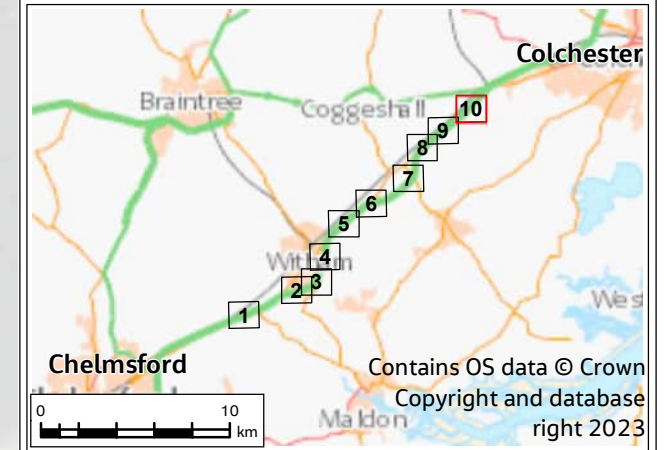 Colchester
Braintree
Coggeshall
10
9
8
7
6
5
4
Witham
3
2
1
Chelmsford
Maldon
Contains OS data © Crown
Copyright and database
right 2023
0 10
km